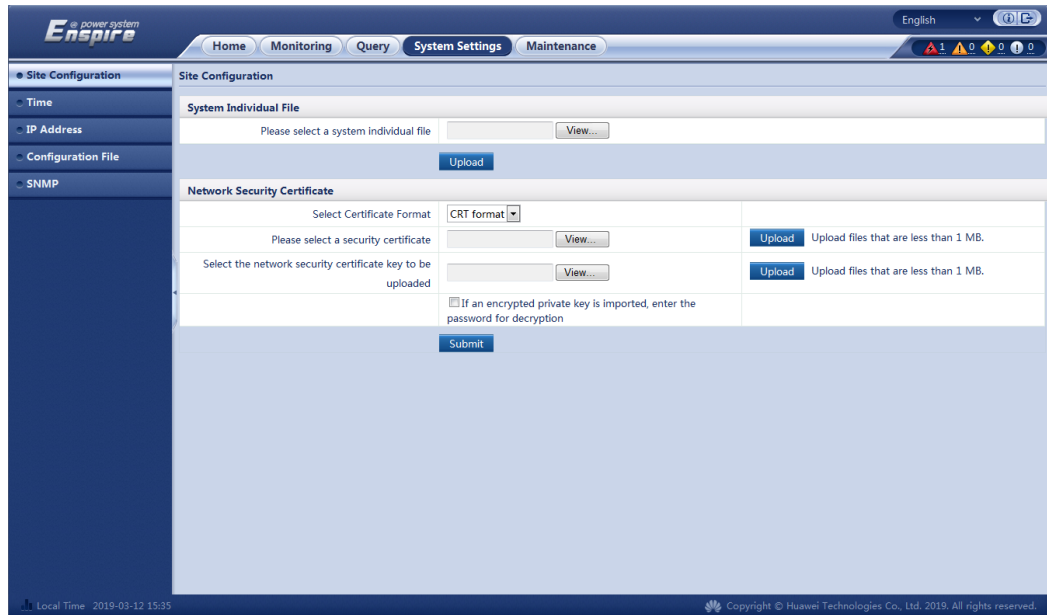 Enspire @ power system
English
Home Monitoring Query System Settings Maintenance
1 0 0 0
Site Configuration
Time
IP Address
Configuration File
SNMP
Site Configuration
System Individual File
Please select a system individual file View...
Upload
Network Security Certificate
Select Certificate Format CRT format
Please select a security certificate View... Upload Upload files that are less than 1 MB.
Select the network security certificate key to be
uploaded View... Upload Upload files that are less than 1 MB.
If an encrypted private key is imported, enter the
password for decryption
Submit
Local Time 2019-03-12 15:35
Copyright © Huawei Technologies Co., Ltd. 2019. All rights reserved.